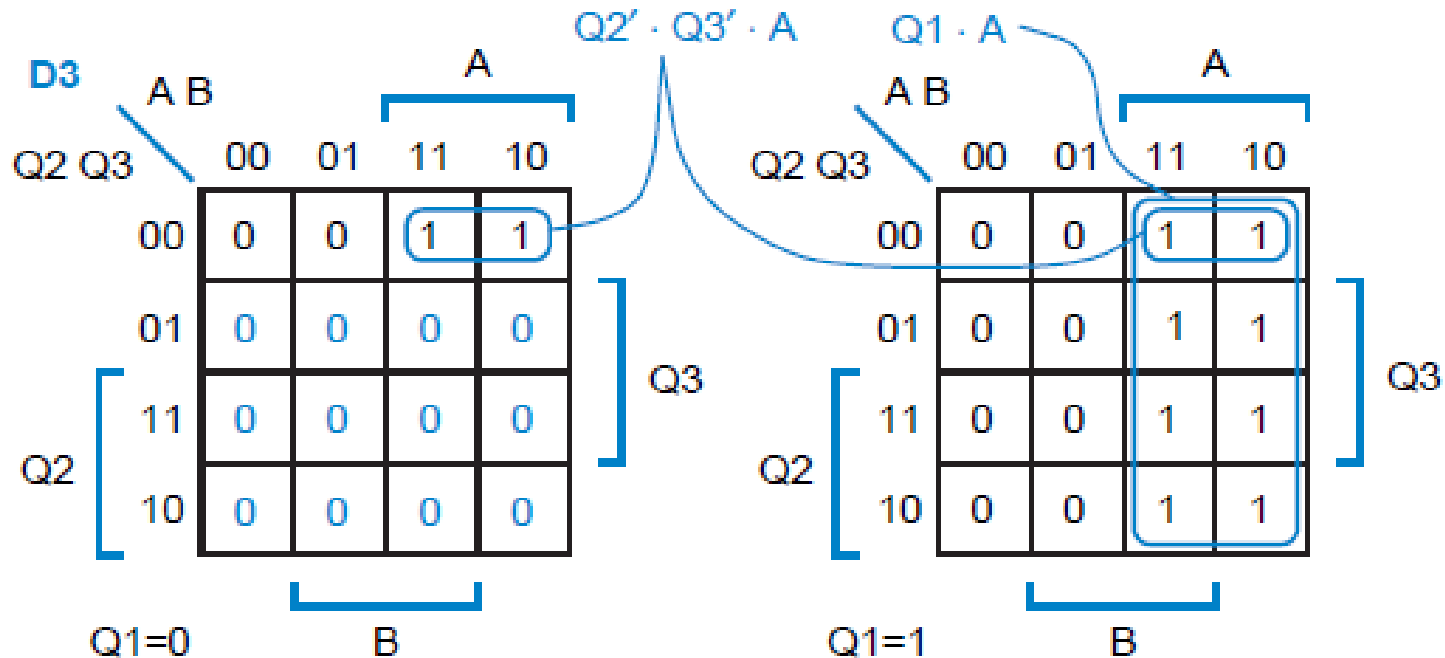 Q2′ · Q3′ · A
Q1 · A
D3
A B
A
Q2 Q3
00 01 11 10
00 0 0 1 1
01 0 0 0 0
11 0 0 0 0
10 0 0 0 0
Q3
Q2
Q1=0
B
A B
A
Q2 Q3
00 01 11 10
00 0 0 1 1
01 0 0 1 1
11 0 0 1 1
10 0 0 1 1
Q3
Q2
Q1=1
B